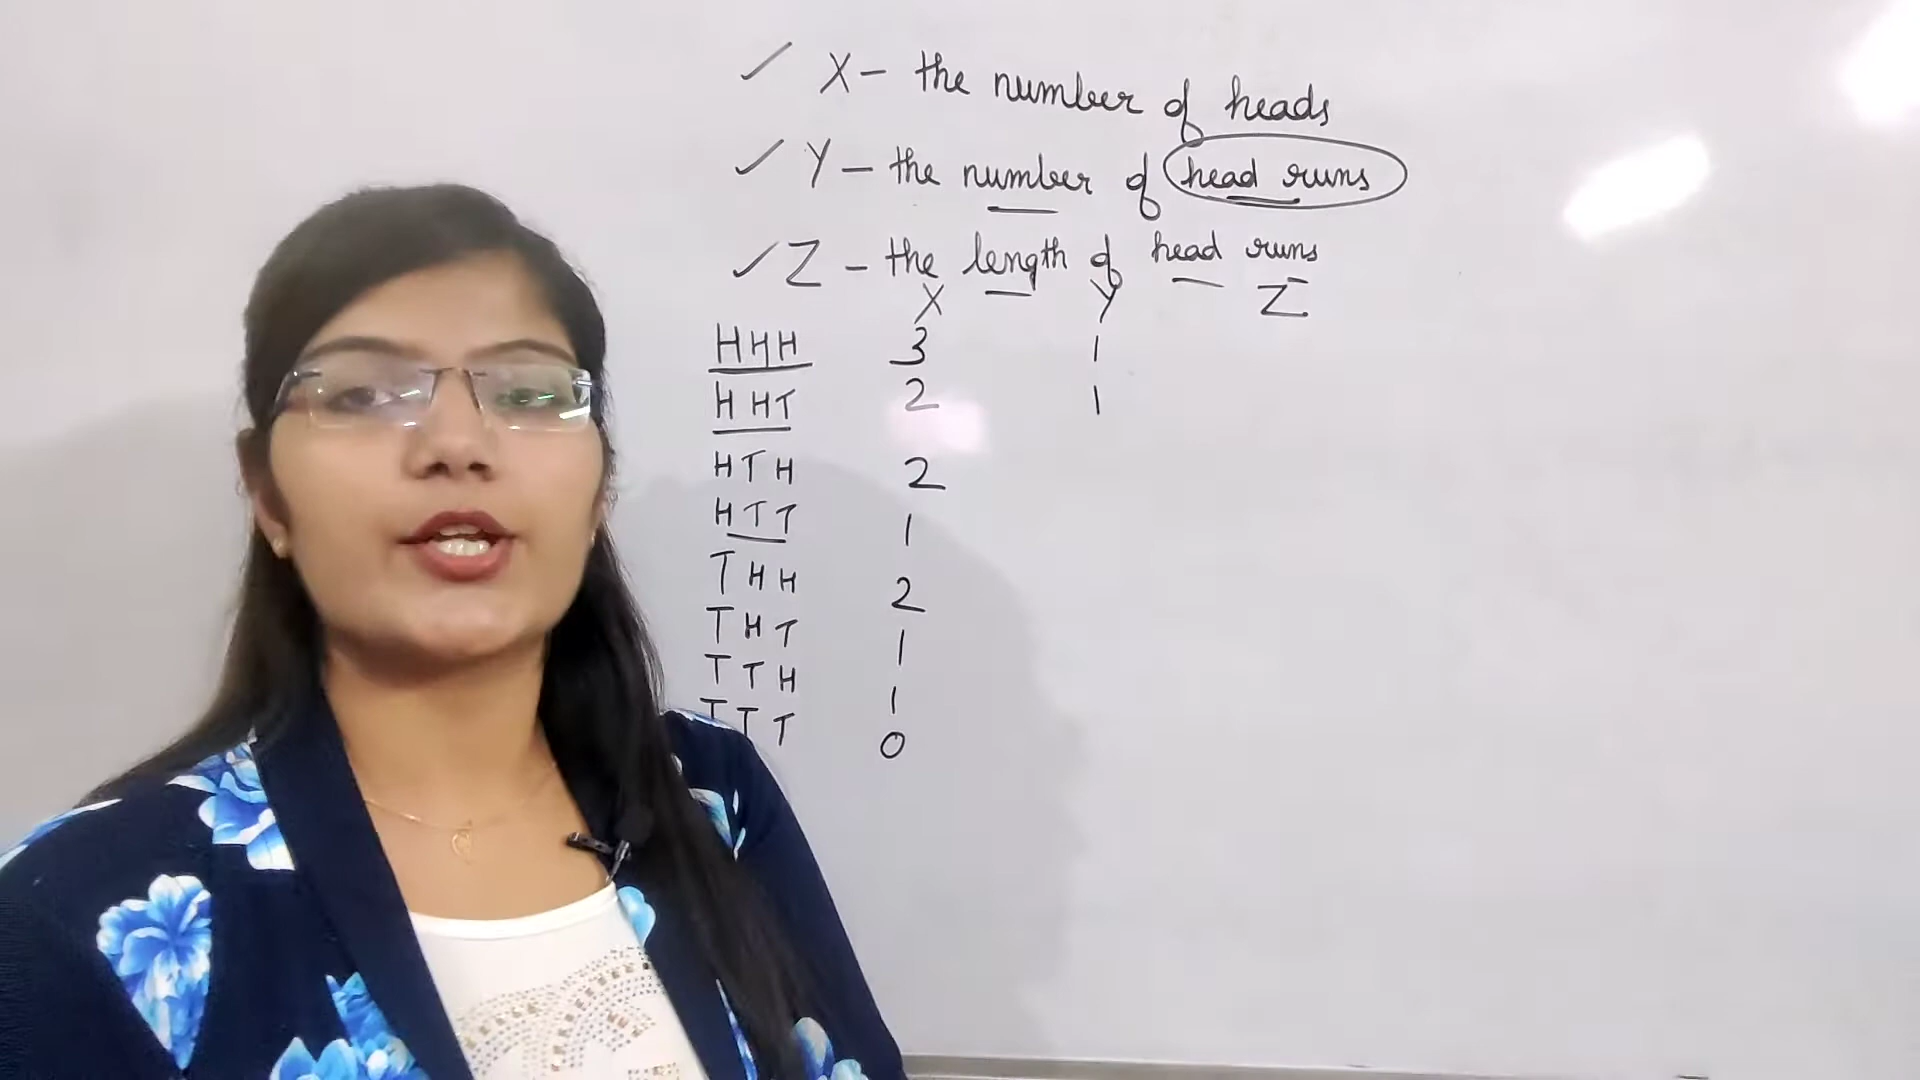 ✓ X - the number of heads
✓ Y - the number of head runs
✓ Z - the length of head runs
X Y Z
HHH 3 1
HHT 2 1
HTH 2
HTT 1
THH 2
THT 1
TTH 1
TTT 0